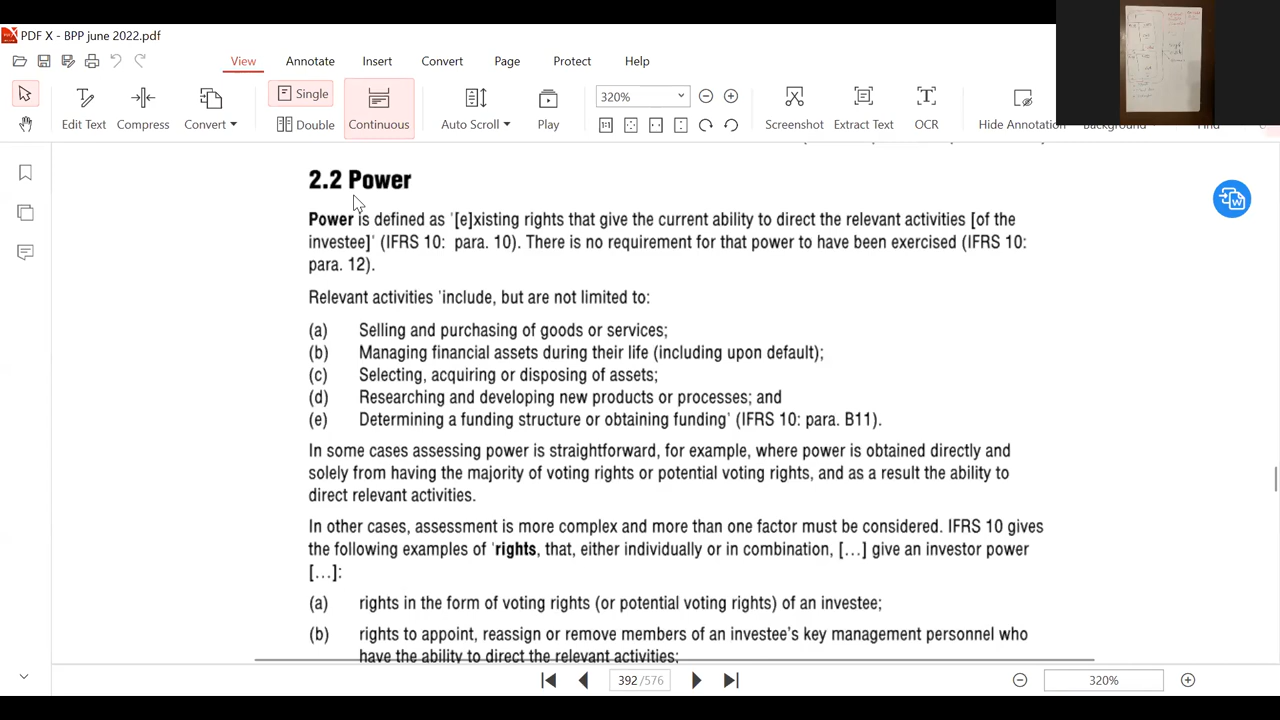 PDF X - BPP june 2022.pdf
View Annotate Insert Convert Page Protect Help
Single
Double
Edit Text Compress Convert Continuous Auto Scroll Play
320%
Screenshot Extract Text OCR Hide Annotation
2.2 Power
Power is defined as '[e]xisting rights that give the current ability to direct the relevant activities [of the
investee]' (IFRS 10: para. 10). There is no requirement for that power to have been exercised (IFRS 10:
para. 12).
Relevant activities 'include, but are not limited to:
(a) Selling and purchasing of goods or services;
(b) Managing financial assets during their life (including upon default);
(c) Selecting, acquiring or disposing of assets;
(d) Researching and developing new products or processes; and
(e) Determining a funding structure or obtaining funding' (IFRS 10: para. B11).
In some cases assessing power is straightforward, for example, where power is obtained directly and
solely from having the majority of voting rights or potential voting rights, and as a result the ability to
direct relevant activities.
In other cases, assessment is more complex and more than one factor must be considered. IFRS 10 gives
the following examples of 'rights, that, either individually or in combination, [...] give an investor power
[...]:
(a) rights in the form of voting rights (or potential voting rights) of an investee;
(b) rights to appoint, reassign or remove members of an investee's key management personnel who
have the ability to direct the relevant activities;
392 /576
320%